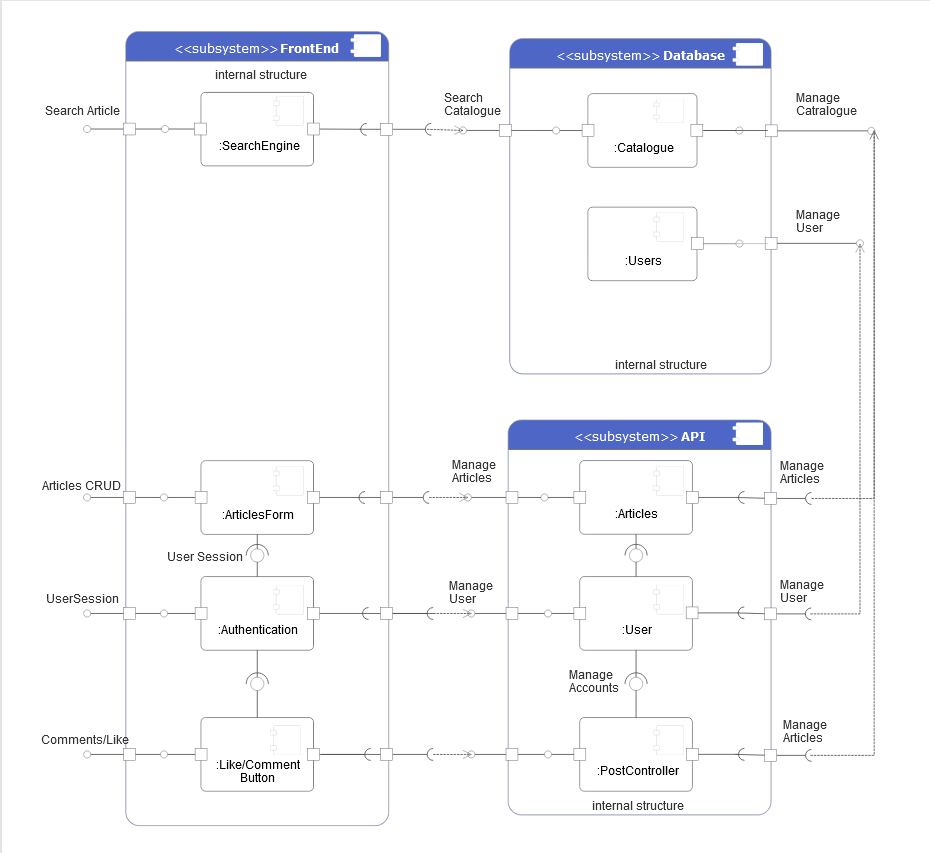 <<subsystem>> FrontEnd
internal structure
Search Article
:SearchEngine
Search
Catalogue
<<subsystem>> Database
:Catalogue
Manage
Catralogue
:Users
Manage
User
internal structure
Articles CRUD
:ArticlesForm
User Session
UserSession
:Authentication
Comments/Like
:Like/Comment
Button
Manage
Articles
Manage
User
<<subsystem>> API
:Articles
Manage
Articles
:User
Manage
User
Manage
Accounts
:PostController
Manage
Articles
internal structure